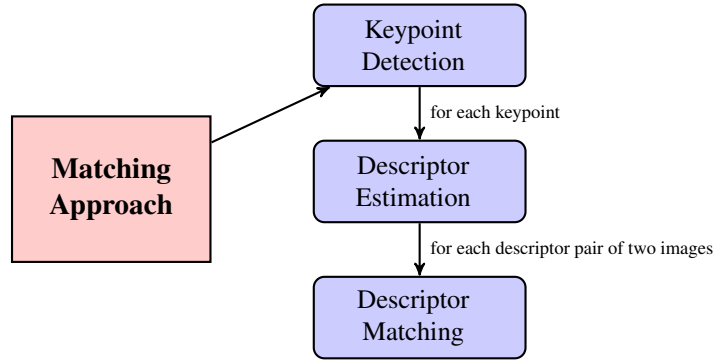 Keypoint
Detection
for each keypoint
Matching
Approach
Descriptor
Estimation
for each descriptor pair of two images
Descriptor
Matching